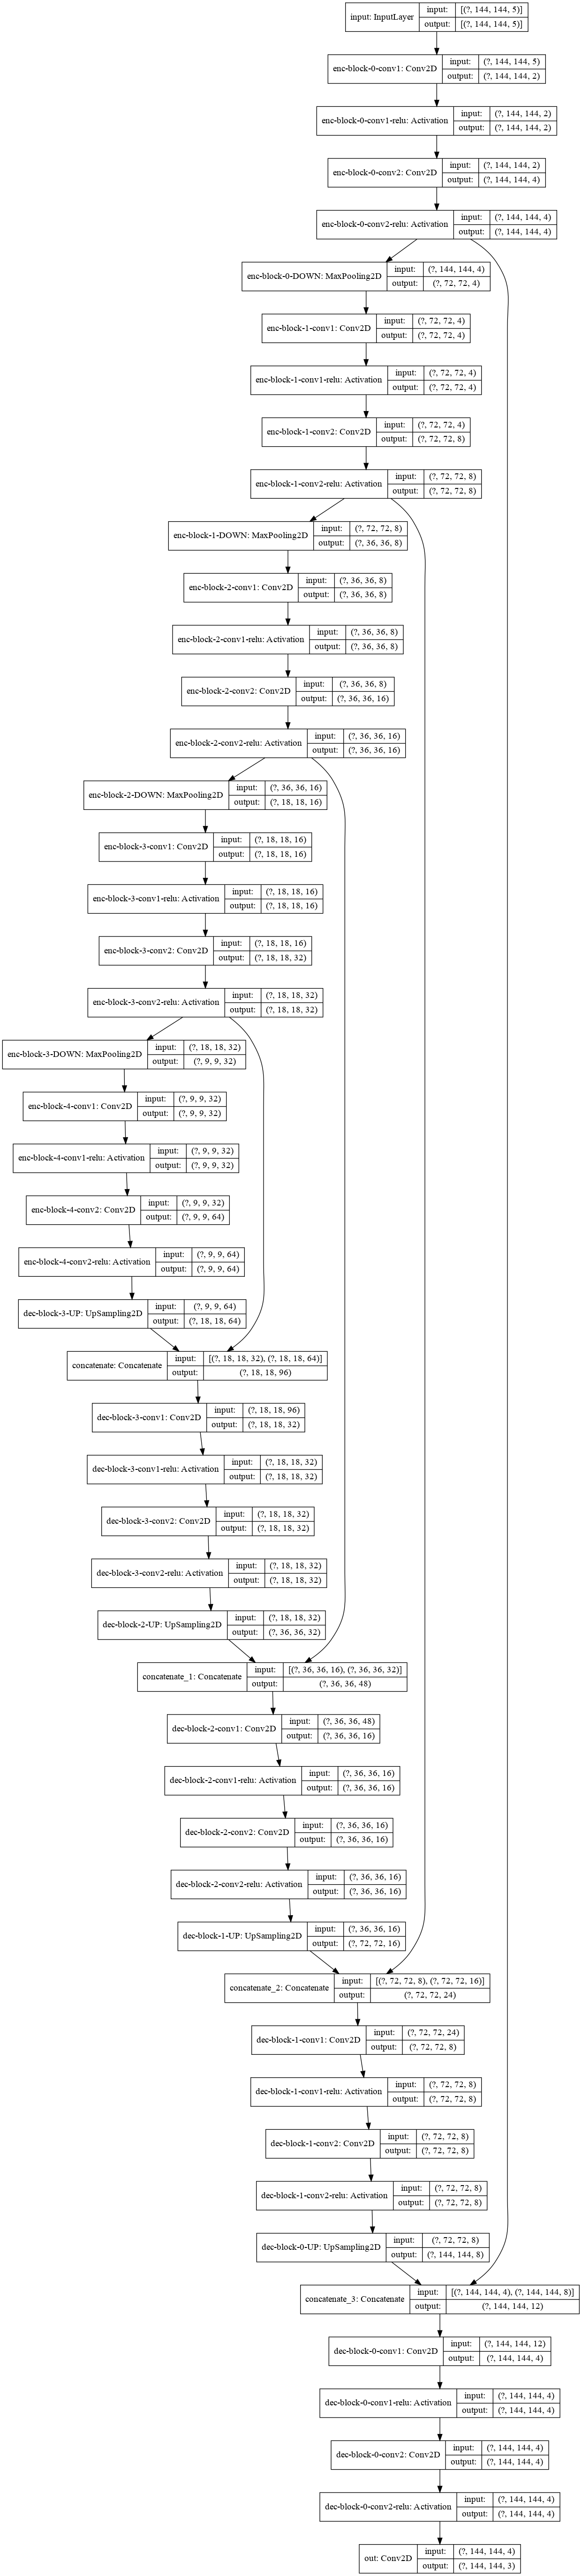 input: InputLayer
input: [(?, 144, 144, 5)]
output: [(?, 144, 144, 5)]
enc-block-0-conv1: Conv2D
input: (?, 144, 144, 5)
output: (?, 144, 144, 2)
enc-block-0-conv1-relu: Activation
input: (?, 144, 144, 2)
output: (?, 144, 144, 2)
enc-block-0-conv2: Conv2D
input: (?, 144, 144, 2)
output: (?, 144, 144, 4)
enc-block-0-conv2-relu: Activation
input: (?, 144, 144, 4)
output: (?, 144, 144, 4)
enc-block-0-DOWN: MaxPooling2D
input: (?, 144, 144, 4)
output: (?, 72, 72, 4)
enc-block-1-conv1: Conv2D
input: (?, 72, 72, 4)
output: (?, 72, 72, 4)
enc-block-1-conv1-relu: Activation
input: (?, 72, 72, 4)
output: (?, 72, 72, 4)
enc-block-1-conv2: Conv2D
input: (?, 72, 72, 4)
output: (?, 72, 72, 8)
enc-block-1-conv2-relu: Activation
input: (?, 72, 72, 8)
output: (?, 72, 72, 8)
enc-block-1-DOWN: MaxPooling2D
input: (?, 72, 72, 8)
output: (?, 36, 36, 8)
enc-block-2-conv1: Conv2D
input: (?, 36, 36, 8)
output: (?, 36, 36, 8)
enc-block-2-conv1-relu: Activation
input: (?, 36, 36, 8)
output: (?, 36, 36, 8)
enc-block-2-conv2: Conv2D
input: (?, 36, 36, 8)
output: (?, 36, 36, 16)
enc-block-2-conv2-relu: Activation
input: (?, 36, 36, 16)
output: (?, 36, 36, 16)
enc-block-2-DOWN: MaxPooling2D
input: (?, 36, 36, 16)
output: (?, 18, 18, 16)
enc-block-3-conv1: Conv2D
input: (?, 18, 18, 16)
output: (?, 18, 18, 16)
enc-block-3-conv1-relu: Activation
input: (?, 18, 18, 16)
output: (?, 18, 18, 16)
enc-block-3-conv2: Conv2D
input: (?, 18, 18, 16)
output: (?, 18, 18, 32)
enc-block-3-conv2-relu: Activation
input: (?, 18, 18, 32)
output: (?, 18, 18, 32)
enc-block-3-DOWN: MaxPooling2D
input: (?, 18, 18, 32)
output: (?, 9, 9, 32)
enc-block-4-conv1: Conv2D
input: (?, 9, 9, 32)
output: (?, 9, 9, 32)
enc-block-4-conv1-relu: Activation
input: (?, 9, 9, 32)
output: (?, 9, 9, 32)
enc-block-4-conv2: Conv2D
input: (?, 9, 9, 32)
output: (?, 9, 9, 64)
enc-block-4-conv2-relu: Activation
input: (?, 9, 9, 64)
output: (?, 9, 9, 64)
dec-block-3-UP: UpSampling2D
input: (?, 9, 9, 64)
output: (?, 18, 18, 64)
concatenate: Concatenate
input: [(?, 18, 18, 32), (?, 18, 18, 64)]
output: (?, 18, 18, 96)
dec-block-3-conv1: Conv2D
input: (?, 18, 18, 96)
output: (?, 18, 18, 32)
dec-block-3-conv1-relu: Activation
input: (?, 18, 18, 32)
output: (?, 18, 18, 32)
dec-block-3-conv2: Conv2D
input: (?, 18, 18, 32)
output: (?, 18, 18, 32)
dec-block-3-conv2-relu: Activation
input: (?, 18, 18, 32)
output: (?, 18, 18, 32)
dec-block-2-UP: UpSampling2D
input: (?, 18, 18, 32)
output: (?, 36, 36, 32)
concatenate_1: Concatenate
input: [(?, 36, 36, 16), (?, 36, 36, 32)]
output: (?, 36, 36, 48)
dec-block-2-conv1: Conv2D
input: (?, 36, 36, 48)
output: (?, 36, 36, 16)
dec-block-2-conv1-relu: Activation
input: (?, 36, 36, 16)
output: (?, 36, 36, 16)
dec-block-2-conv2: Conv2D
input: (?, 36, 36, 16)
output: (?, 36, 36, 16)
dec-block-2-conv2-relu: Activation
input: (?, 36, 36, 16)
output: (?, 36, 36, 16)
dec-block-1-UP: UpSampling2D
input: (?, 36, 36, 16)
output: (?, 72, 72, 16)
concatenate_2: Concatenate
input: [(?, 72, 72, 8), (?, 72, 72, 16)]
output: (?, 72, 72, 24)
dec-block-1-conv1: Conv2D
input: (?, 72, 72, 24)
output: (?, 72, 72, 8)
dec-block-1-conv1-relu: Activation
input: (?, 72, 72, 8)
output: (?, 72, 72, 8)
dec-block-1-conv2: Conv2D
input: (?, 72, 72, 8)
output: (?, 72, 72, 8)
dec-block-1-conv2-relu: Activation
input: (?, 72, 72, 8)
output: (?, 72, 72, 8)
dec-block-0-UP: UpSampling2D
input: (?, 72, 72, 8)
output: (?, 144, 144, 8)
concatenate_3: Concatenate
input: [(?, 144, 144, 4), (?, 144, 144, 8)]
output: (?, 144, 144, 12)
dec-block-0-conv1: Conv2D
input: (?, 144, 144, 12)
output: (?, 144, 144, 4)
dec-block-0-conv1-relu: Activation
input: (?, 144, 144, 4)
output: (?, 144, 144, 4)
dec-block-0-conv2: Conv2D
input: (?, 144, 144, 4)
output: (?, 144, 144, 4)
dec-block-0-conv2-relu: Activation
input: (?, 144, 144, 4)
output: (?, 144, 144, 4)
out: Conv2D
input: (?, 144, 144, 4)
output: (?, 144, 144, 3)